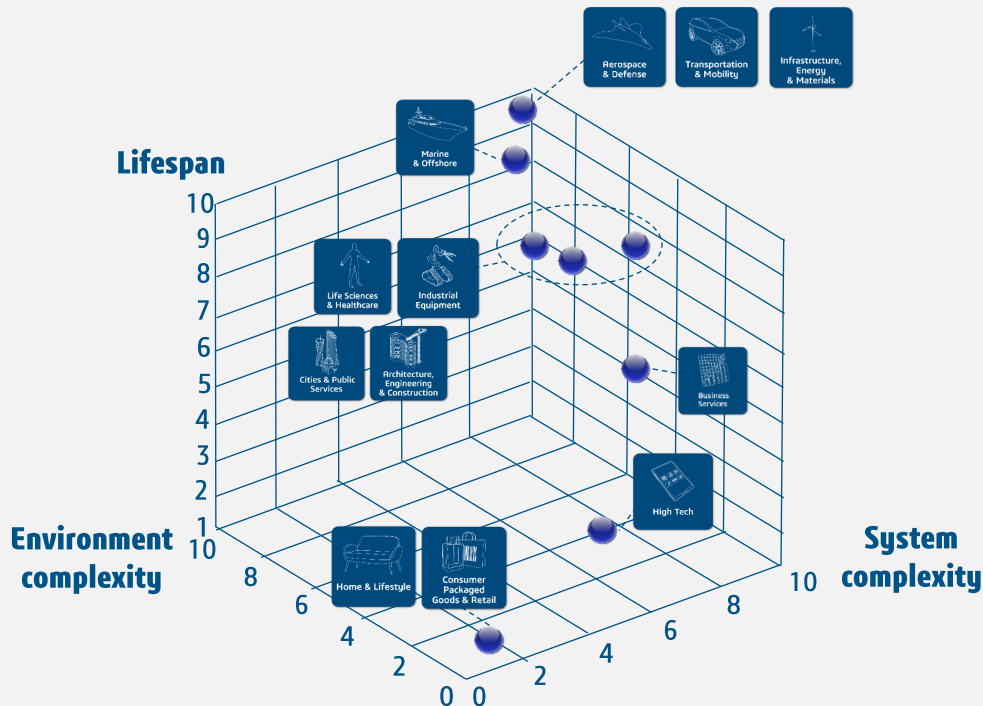 Aerospace
& Defense
Transportation
& Mobility
Infrastructure,
Energy
& Materials
Marine
& Offshore
Lifespan
10
9
8
7
6
5
4
3
2
1
Life Sciences
& Healthcare
Industrial
Equipment
Cities & Public
Services
Architecture,
Engineering
& Construction
Business
Services
High Tech
Home & Lifestyle
Consumer
Packaged
Goods & Retail
Environment
complexity
10
8
6
4
2
0
System
complexity
0
2
4
6
8
10